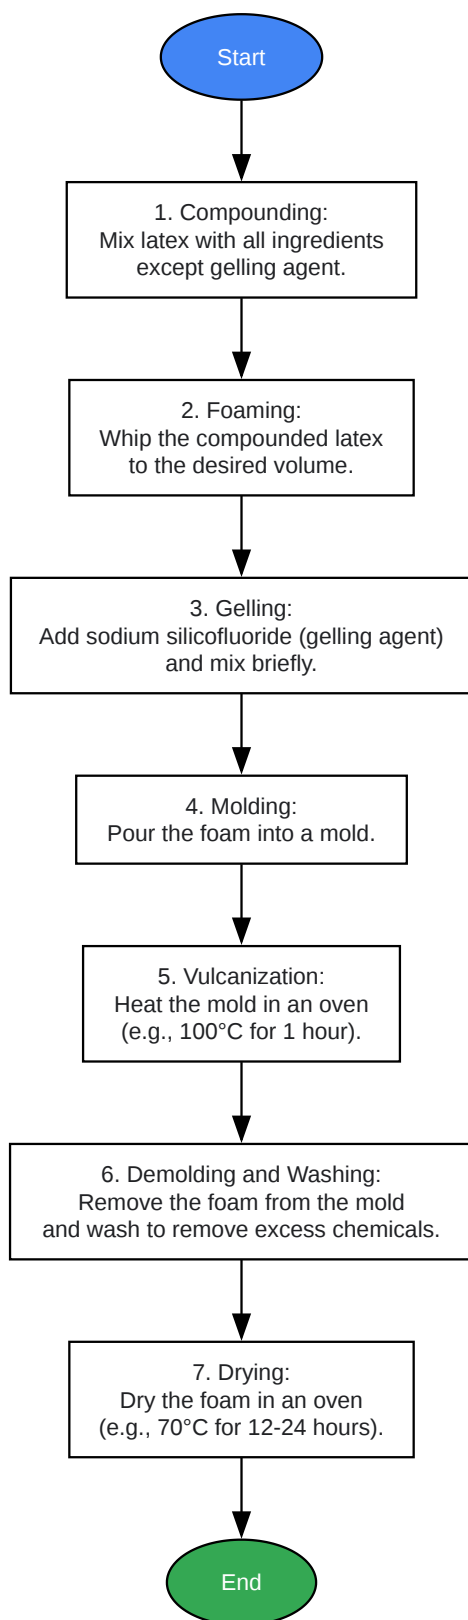 Start
1. Compounding:
Mix latex with all ingredients
except gelling agent.
2. Foaming:
Whip the compounded latex
to the desired volume.
3. Gelling:
Add sodium silicofluoride (gelling agent)
and mix briefly.
4. Molding:
Pour the foam into a mold.
5. Vulcanization:
Heat the mold in an oven
(e.g., 100°C for 1 hour).
6. Demolding and Washing:
Remove the foam from the mold
and wash to remove excess chemicals.
7. Drying:
Dry the foam in an oven
(e.g., 70°C for 12-24 hours).
End